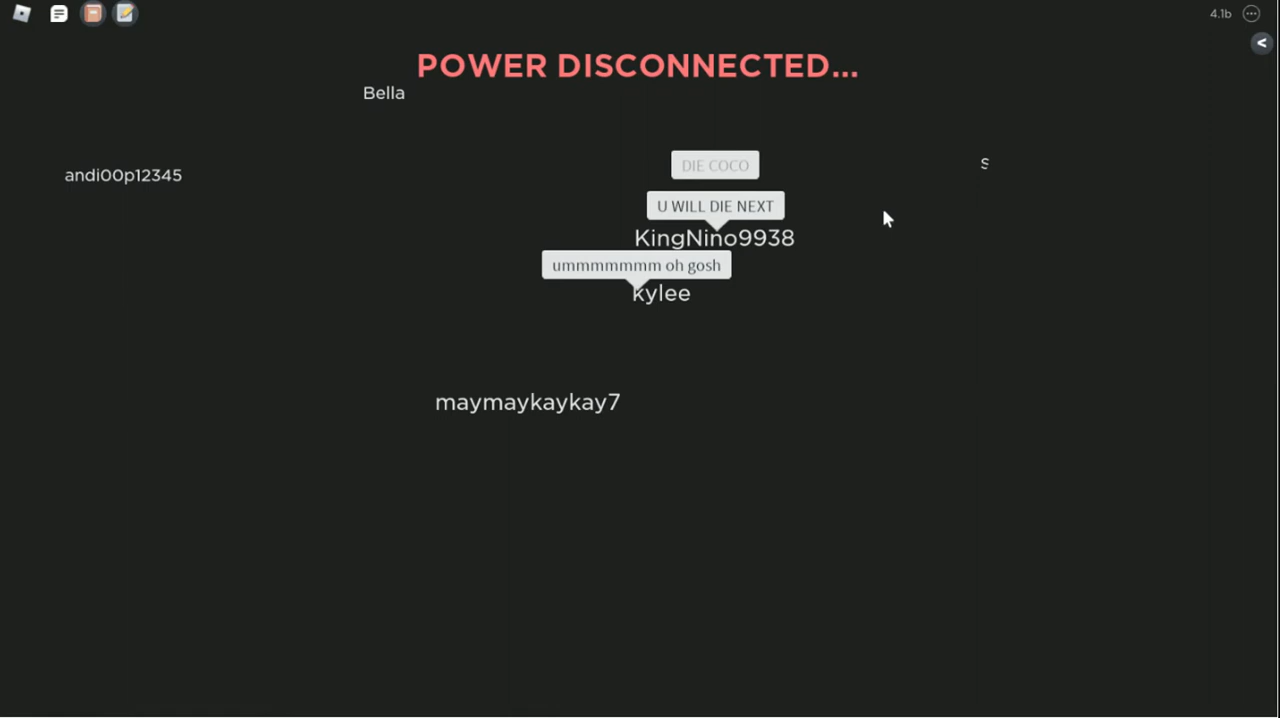 4.1b
POWER DISCONNECTED...
Bella
DIE COCO
S
andi00p12345
U WILL DIE NEXT
KingNino9938
ummmmmmm oh gosh
kylee
maymaykaykay7